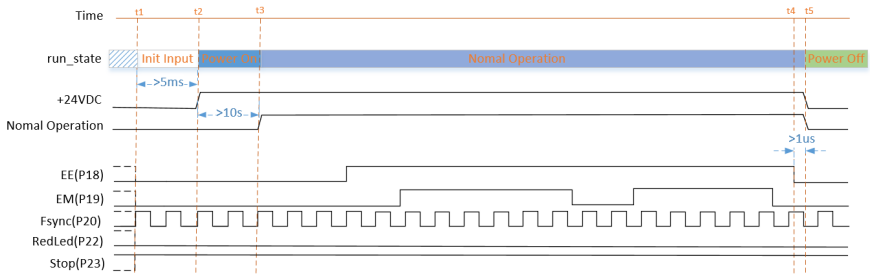 Time t1 t2 t3 t4 t5
run_state Init Input Power On Nomal Operation Power Off
>5ms
+24VDC
>10s
Nomal Operation
>1us
EE(P18)
EM(P19)
Fsync(P20)
RedLed(P22)
Stop(P23)